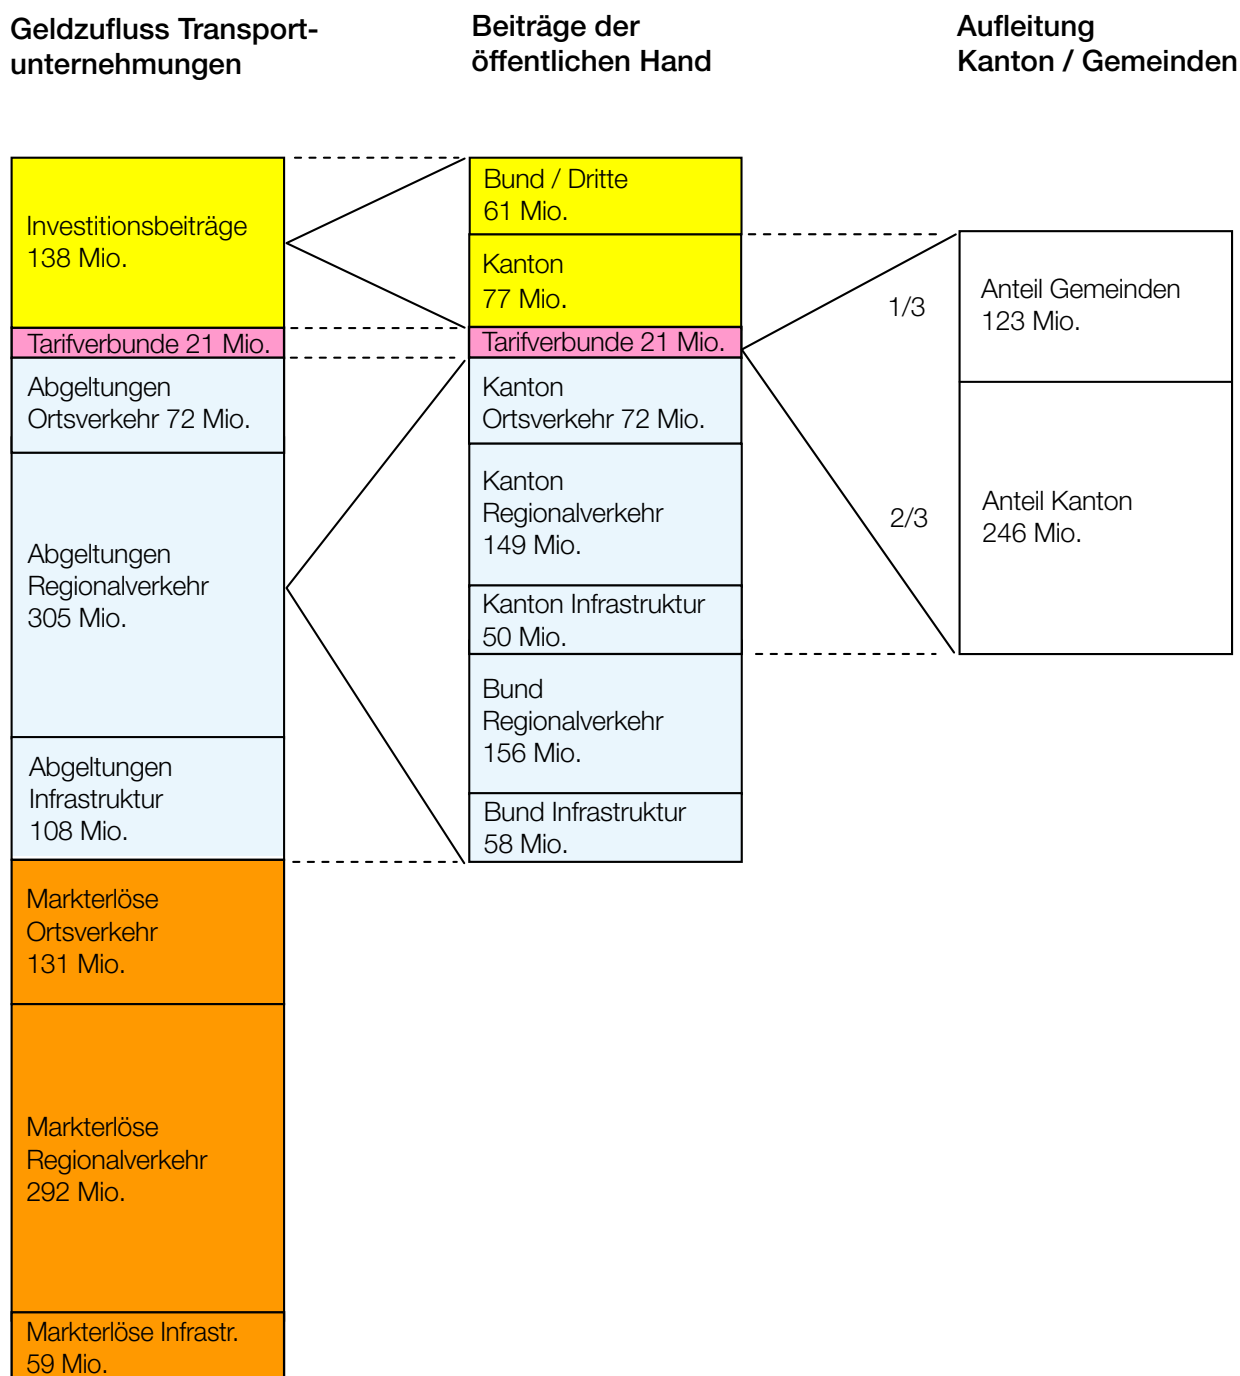 Geldzufluss Transport-
unternehmungen
Beiträge der
öffentlichen Hand
Aufleitung
Kanton / Gemeinden
Investitionsbeiträge
138 Mio.
Tarifverbunde 21 Mio.
Abgeltungen
Ortsverkehr 72 Mio.
Abgeltungen
Regionalverkehr
305 Mio.
Abgeltungen
Infrastruktur
108 Mio.
Markterlöse
Ortsverkehr
131 Mio.
Markterlöse
Regionalverkehr
292 Mio.
Markterlöse Infrastr.
59 Mio.
Bund / Dritte
61 Mio.
Kanton
77 Mio.
Tarifverbunde 21 Mio.
Kanton
Ortsverkehr 72 Mio.
Kanton
Regionalverkehr
149 Mio.
Kanton Infrastruktur
50 Mio.
Bund
Regionalverkehr
156 Mio.
Bund Infrastruktur
58 Mio.
1/3
2/3
Anteil Gemeinden
123 Mio.
Anteil Kanton
246 Mio.